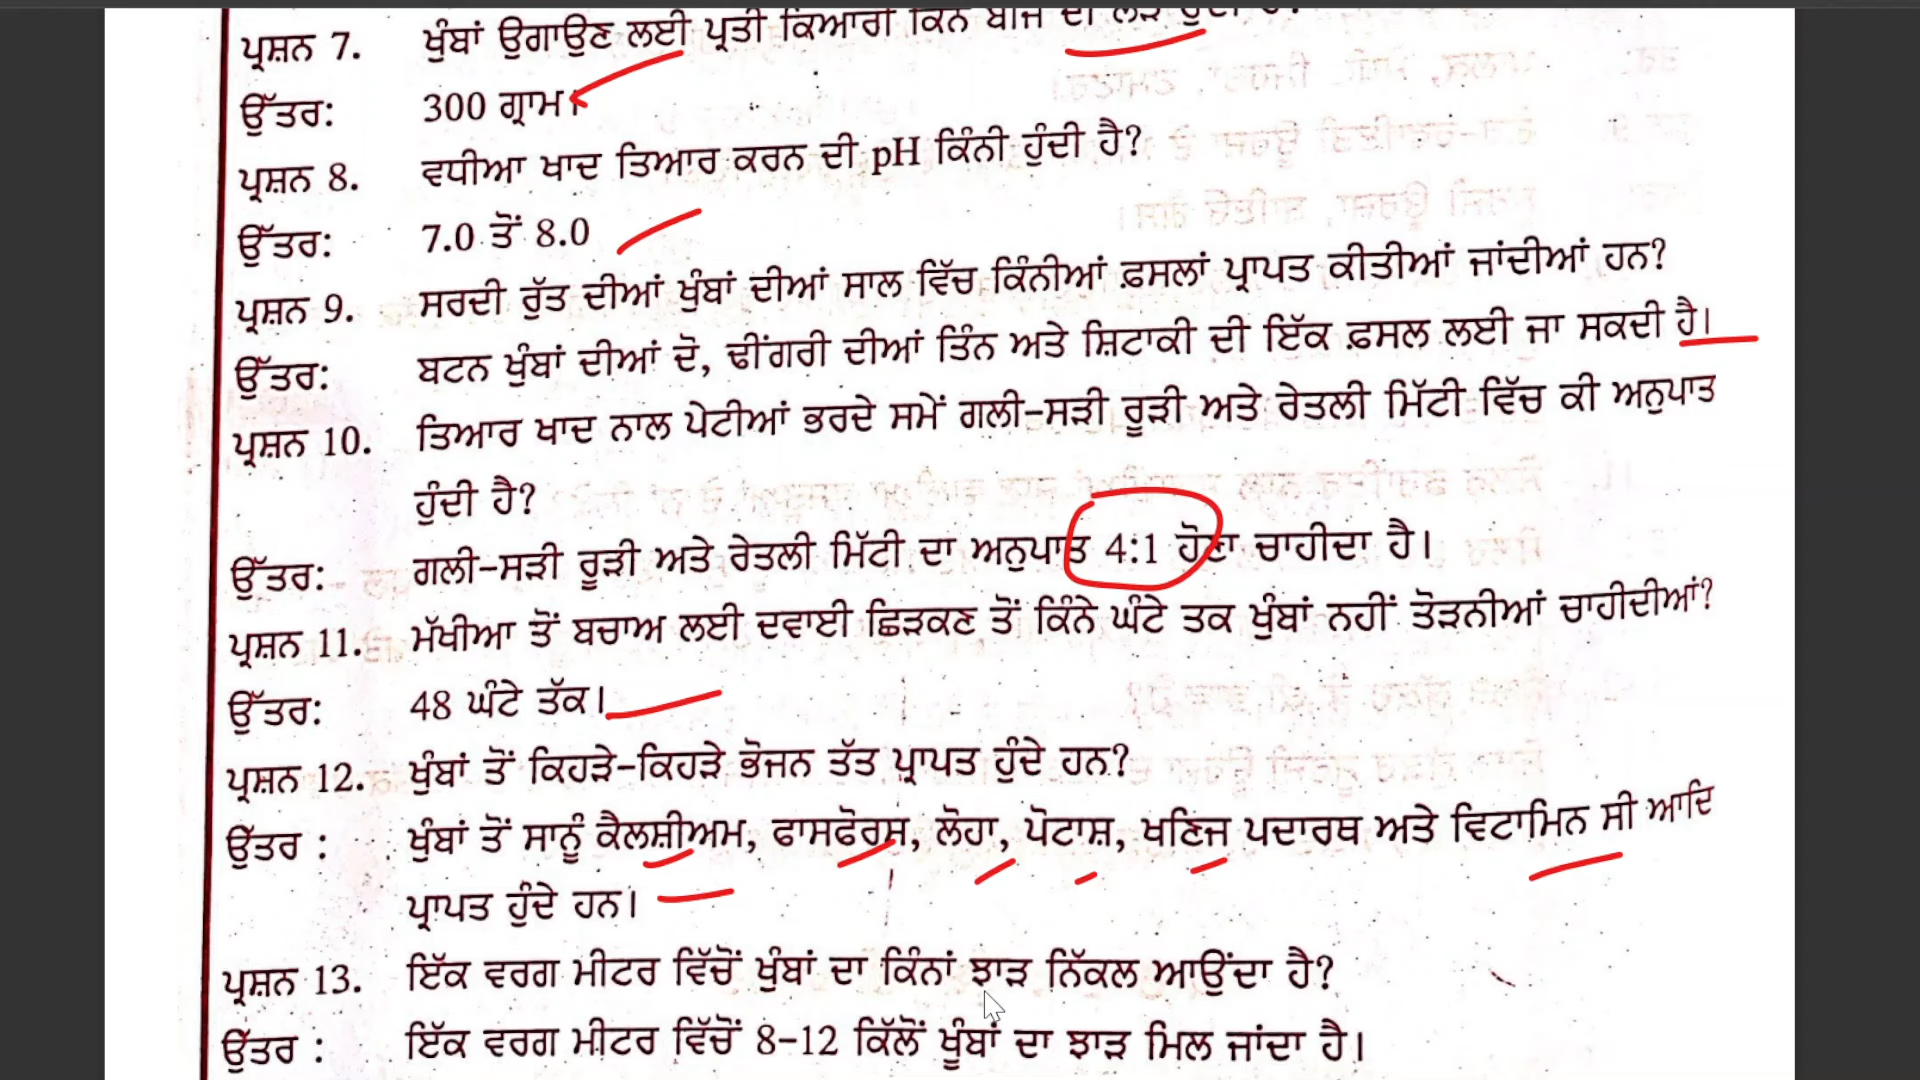 ਪ੍ਰਸ਼ਨ 7. ਖੁੰਬਾਂ ਉਗਾਉਣ ਲਈ ਪ੍ਰਤੀ ਕਿਆਰੀ ਕਿੰਨੇ ਬੀਜ ਦੀ ਲੋੜ ਹੁੰਦੀ ਹੈ?
ਉੱਤਰ: 300 ਗ੍ਰਾਮ।
ਪ੍ਰਸ਼ਨ 8. ਵਧੀਆ ਖਾਦ ਤਿਆਰ ਕਰਨ ਦੀ pH ਕਿੰਨੀ ਹੁੰਦੀ ਹੈ?
ਉੱਤਰ: 7.0 ਤੋਂ 8.0
ਪ੍ਰਸ਼ਨ 9. ਸਰਦੀ ਰੁੱਤ ਦੀਆਂ ਖੁੰਬਾਂ ਦੀਆਂ ਸਾਲ ਵਿੱਚ ਕਿੰਨੀਆਂ ਫ਼ਸਲਾਂ ਪ੍ਰਾਪਤ ਕੀਤੀਆਂ ਜਾਂਦੀਆਂ ਹਨ?
ਉੱਤਰ: ਬਟਨ ਖੁੰਬਾਂ ਦੀਆਂ ਦੋ, ਢੀਂਗਰੀ ਦੀਆਂ ਤਿੰਨ ਅਤੇ ਸ਼ਿਟਾਕੀ ਦੀ ਇੱਕ ਫ਼ਸਲ ਲਈ ਜਾ ਸਕਦੀ ਹੈ।
ਪ੍ਰਸ਼ਨ 10. ਤਿਆਰ ਖਾਦ ਨਾਲ ਪੇਟੀਆਂ ਭਰਦੇ ਸਮੇਂ ਗਲੀ-ਸੜੀ ਰੂੜੀ ਅਤੇ ਰੇਤਲੀ ਮਿੱਟੀ ਵਿੱਚ ਕੀ ਅਨੁਪਾਤ
ਹੁੰਦੀ ਹੈ?
ਉੱਤਰ: ਗਲੀ-ਸੜੀ ਰੂੜੀ ਅਤੇ ਰੇਤਲੀ ਮਿੱਟੀ ਦਾ ਅਨੁਪਾਤ 4:1 ਹੋਣਾ ਚਾਹੀਦਾ ਹੈ।
ਪ੍ਰਸ਼ਨ 11. ਮੱਖੀਆ ਤੋਂ ਬਚਾਅ ਲਈ ਦਵਾਈ ਛਿੜਕਣ ਤੋਂ ਕਿੰਨੇ ਘੰਟੇ ਤਕ ਖੁੰਬਾਂ ਨਹੀਂ ਤੋੜਨੀਆਂ ਚਾਹੀਦੀਆਂ?
ਉੱਤਰ: 48 ਘੰਟੇ ਤੱਕ।
ਪ੍ਰਸ਼ਨ 12. ਖੁੰਬਾਂ ਤੋਂ ਕਿਹੜੇ-ਕਿਹੜੇ ਭੋਜਨ ਤੱਤ ਪ੍ਰਾਪਤ ਹੁੰਦੇ ਹਨ?
ਉੱਤਰ : ਖੁੰਬਾਂ ਤੋਂ ਸਾਨੂੰ ਕੈਲਸ਼ੀਅਮ, ਫਾਸਫੋਰਸ, ਲੋਹਾ, ਪੋਟਾਸ਼, ਖਣਿਜ ਪਦਾਰਥ ਅਤੇ ਵਿਟਾਮਿਨ ਸੀ ਆਦਿ
ਪ੍ਰਾਪਤ ਹੁੰਦੇ ਹਨ।
ਪ੍ਰਸ਼ਨ 13. ਇੱਕ ਵਰਗ ਮੀਟਰ ਵਿੱਚੋਂ ਖੁੰਬਾਂ ਦਾ ਕਿੰਨਾਂ ਝਾੜ ਨਿੱਕਲ ਆਉਂਦਾ ਹੈ?
ਉੱਤਰ : ਇੱਕ ਵਰਗ ਮੀਟਰ ਵਿੱਚੋਂ 8-12 ਕਿੱਲੋਂ ਖੂੰਬਾਂ ਦਾ ਝਾੜ ਮਿਲ ਜਾਂਦਾ ਹੈ।